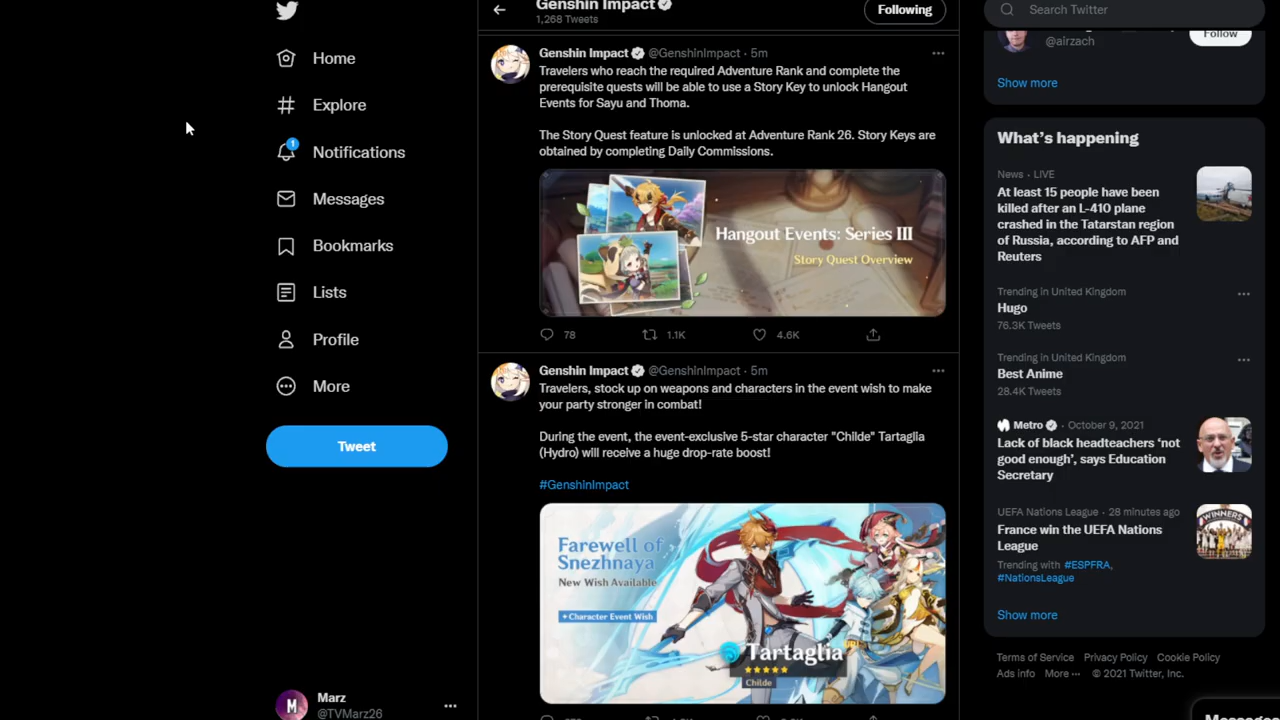 Home
Explore
1
Notifications
Messages
Bookmarks
Lists
Profile
More
Tweet
Marz
@TVMarz26
Genshin Impact
1,268 Tweets
Following
Genshin Impact @GenshinImpact · 5m
Travelers who reach the required Adventure Rank and complete the
prerequisite quests will be able to use a Story Key to unlock Hangout
Events for Sayu and Thoma.
The Story Quest feature is unlocked at Adventure Rank 26. Story Keys are
obtained by completing Daily Commissions.
Hangout Events: Series III
Story Quest Overview
78
1.1K
4.6K
Genshin Impact @GenshinImpact · 5m
Travelers, stock up on weapons and characters in the event wish to make
your party stronger in combat!
During the event, the event-exclusive 5-star character "Childe" Tartaglia
(Hydro) will receive a huge drop-rate boost!
#GenshinImpact
Farewell of
Snezhnaya
New Wish Available
Character Event Wish
Tartaglia
Childe
Search Twitter
@airzach
Follow
Show more
What's happening
News · LIVE
At least 15 people have been
killed after an L-410 plane
crashed in the Tatarstan region
of Russia, according to AFP and
Reuters
Trending in United Kingdom
Hugo
76.3K Tweets
Trending in United Kingdom
Best Anime
28.4K Tweets
Metro · October 9, 2021
Lack of black headteachers 'not
good enough', says Education
Secretary
UEFA Nations League · 28 minutes ago
France win the UEFA Nations
League
Trending with #ESPFRA,
#NationsLeague
WINNERS
Show more
Terms of Service Privacy Policy Cookie Policy
Ads info More ··· © 2021 Twitter, Inc.